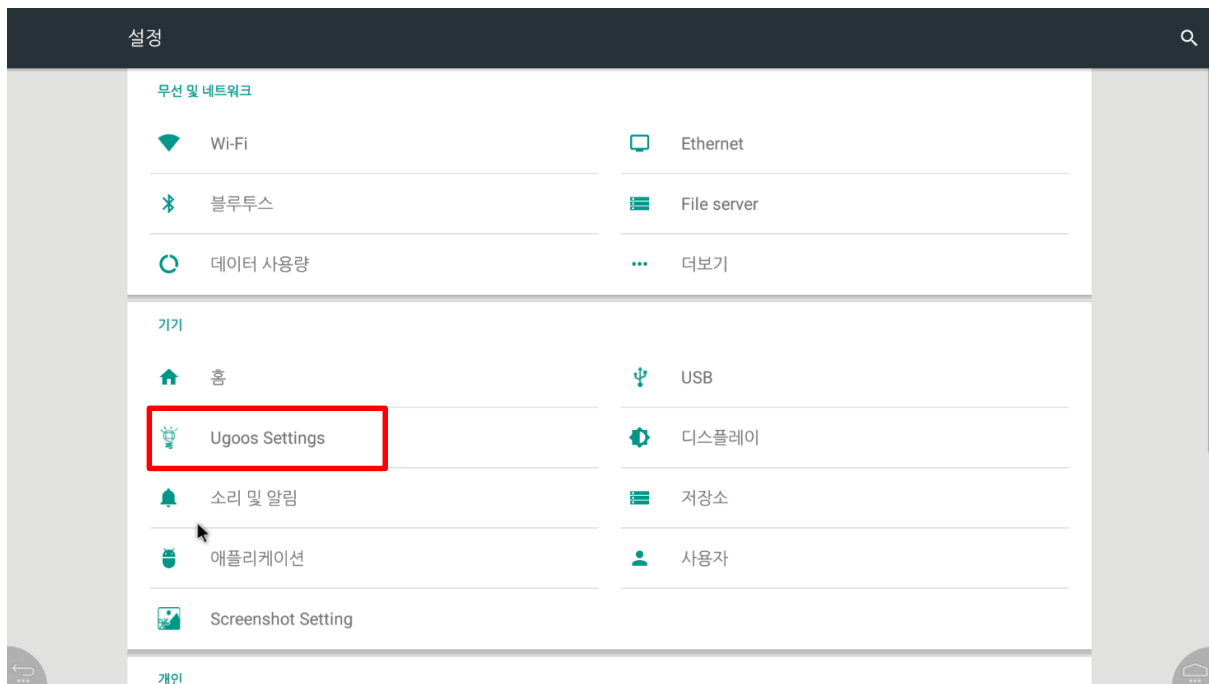 설정
무선 및 네트워크
Wi-Fi
Ethernet
블루투스
File server
데이터 사용량
더보기
기기
홈
USB
Ugoos Settings
디스플레이
소리 및 알림
저장소
애플리케이션
사용자
Screenshot Setting
개인